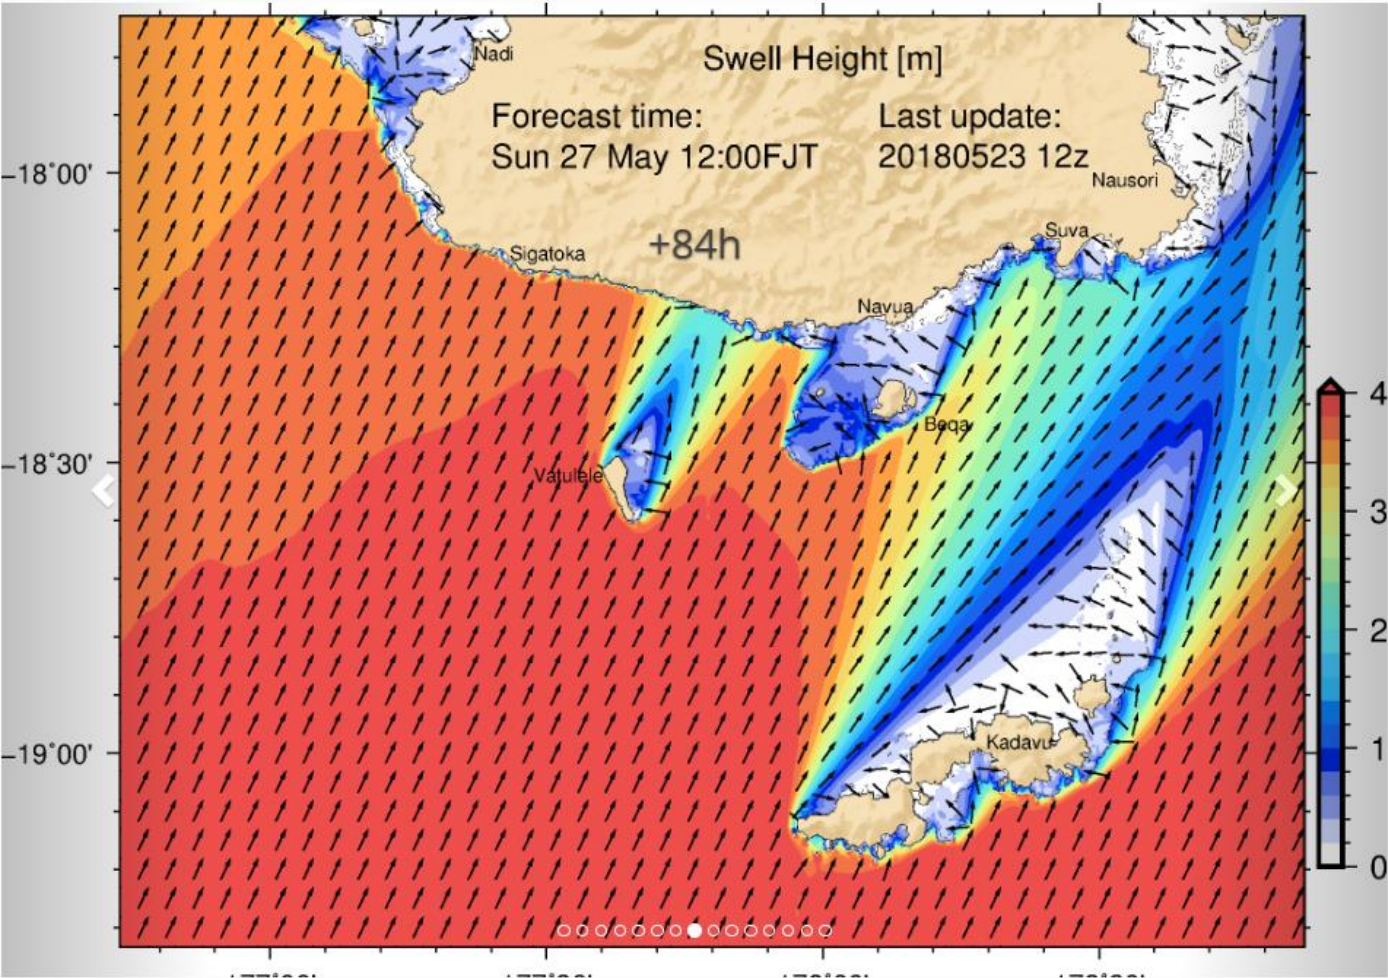 Nadi
Swell Height [m]
Forecast time:
Last update:
Sun 27 May 12:00FJT
20180523 12z
-18°00'
Nausori
Suva
+84h
Sigatoka
Navua
4
Beqa
-18°30'
Vatulele
3
2
-19°00'
Kadavu
1
0